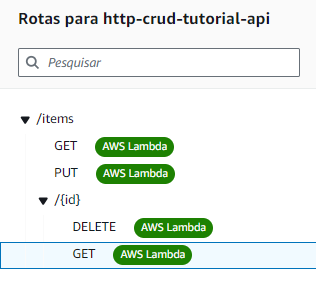 Rotas para http-crud-tutorial-api
Pesquisar
/items
GET AWS Lambda
PUT AWS Lambda
/{id}
DELETE AWS Lambda
GET AWS Lambda